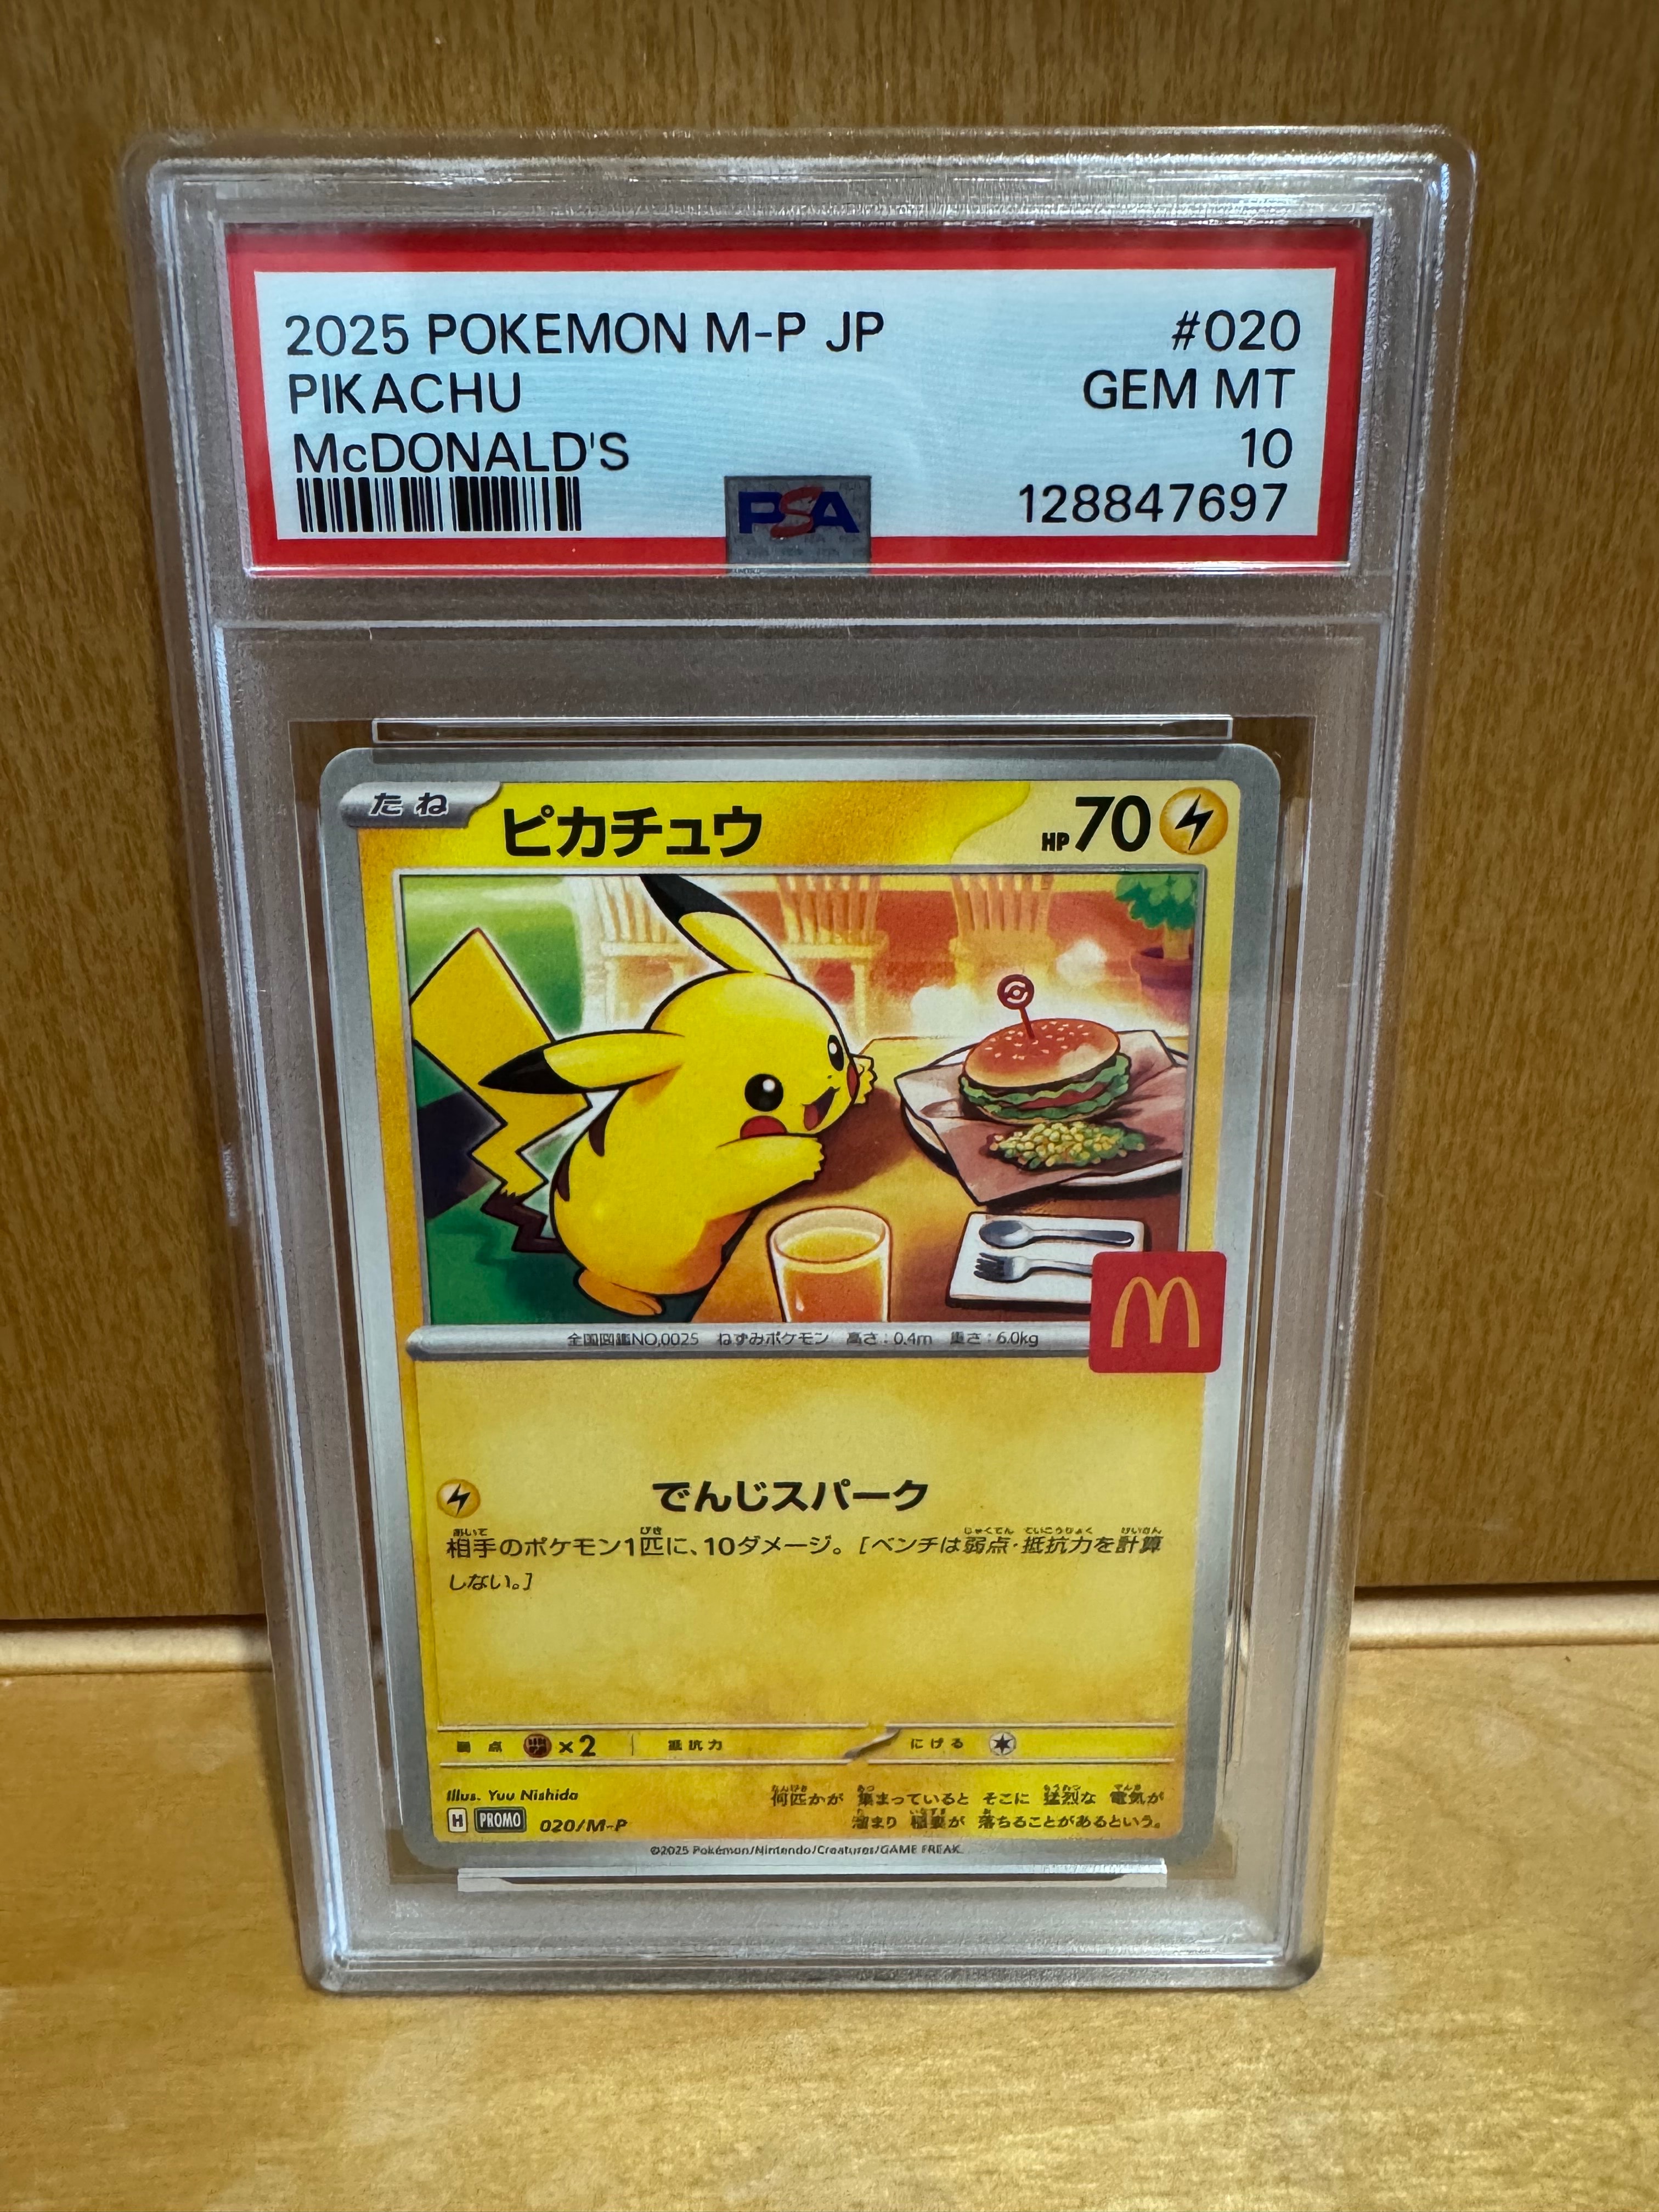 2025 POKEMON M-P JP #020
PIKACHU GEM MT
McDONALD'S 10
PSA 128847697
たね ピカチュウ HP70
全国図鑑NO.0025 ねずみポケモン 高さ:0.4m 重さ:6.0kg
M
でんじスパーク
相手のポケモン1匹に、10ダメージ。[ベンチは弱点・抵抗力を計算
しない。]
弱点 ×2 抵抗力 にげる
Illus. Yuu Nishida
何匹かが 集まっていると そこに 猛烈な 電気が
溜まり 稲妻が 落ちることがあるという。
H PROMO 020/M-P
©2025 Pokémon/Nintendo/Creatures/GAME FREAK.